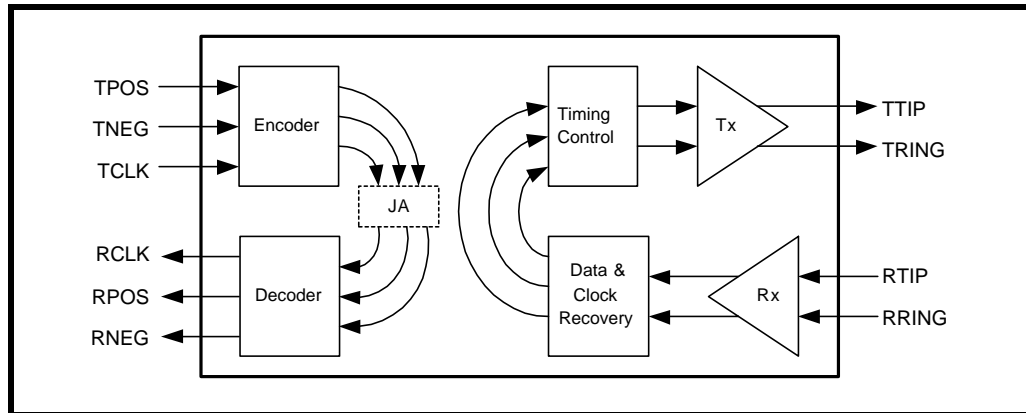 TPOS
TNEG
TCLK
Encoder
JA
RCLK
RPOS
RNEG
Decoder
Timing
Control
Tx
TTIP
TRING
Data &
Clock
Recovery
Rx
RTIP
RRING